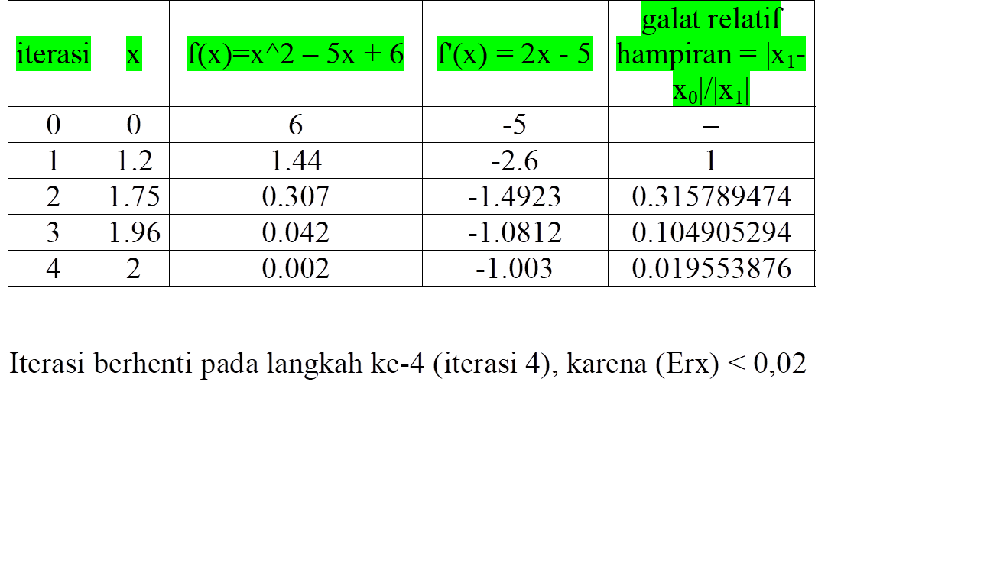 iterasi x f(x)=x^2 – 5x + 6 f'(x) = 2x - 5 galat relatif
hampiran = |x₁-
x₀|/|x₁|
0 0 6 -5 –
1 1.2 1.44 -2.6 1
2 1.75 0.307 -1.4923 0.315789474
3 1.96 0.042 -1.0812 0.104905294
4 2 0.002 -1.003 0.019553876
Iterasi berhenti pada langkah ke-4 (iterasi 4), karena (Erx) < 0,02